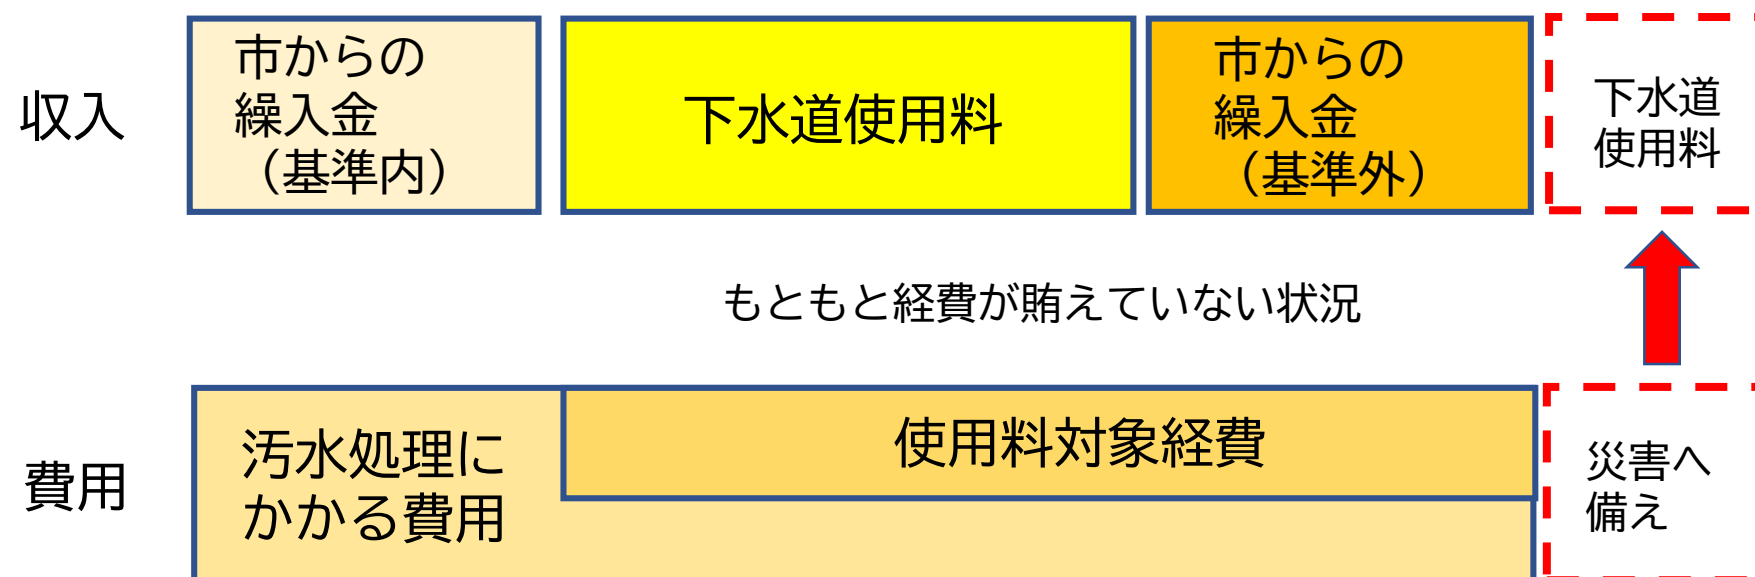 収入
市からの
繰入金
（基準内）
下水道使用料
市からの
繰入金
（基準外）
下水道
使用料
もともと経費が賄えていない状況
費用
汚水処理に
かかる費用
使用料対象経費
災害へ
備え